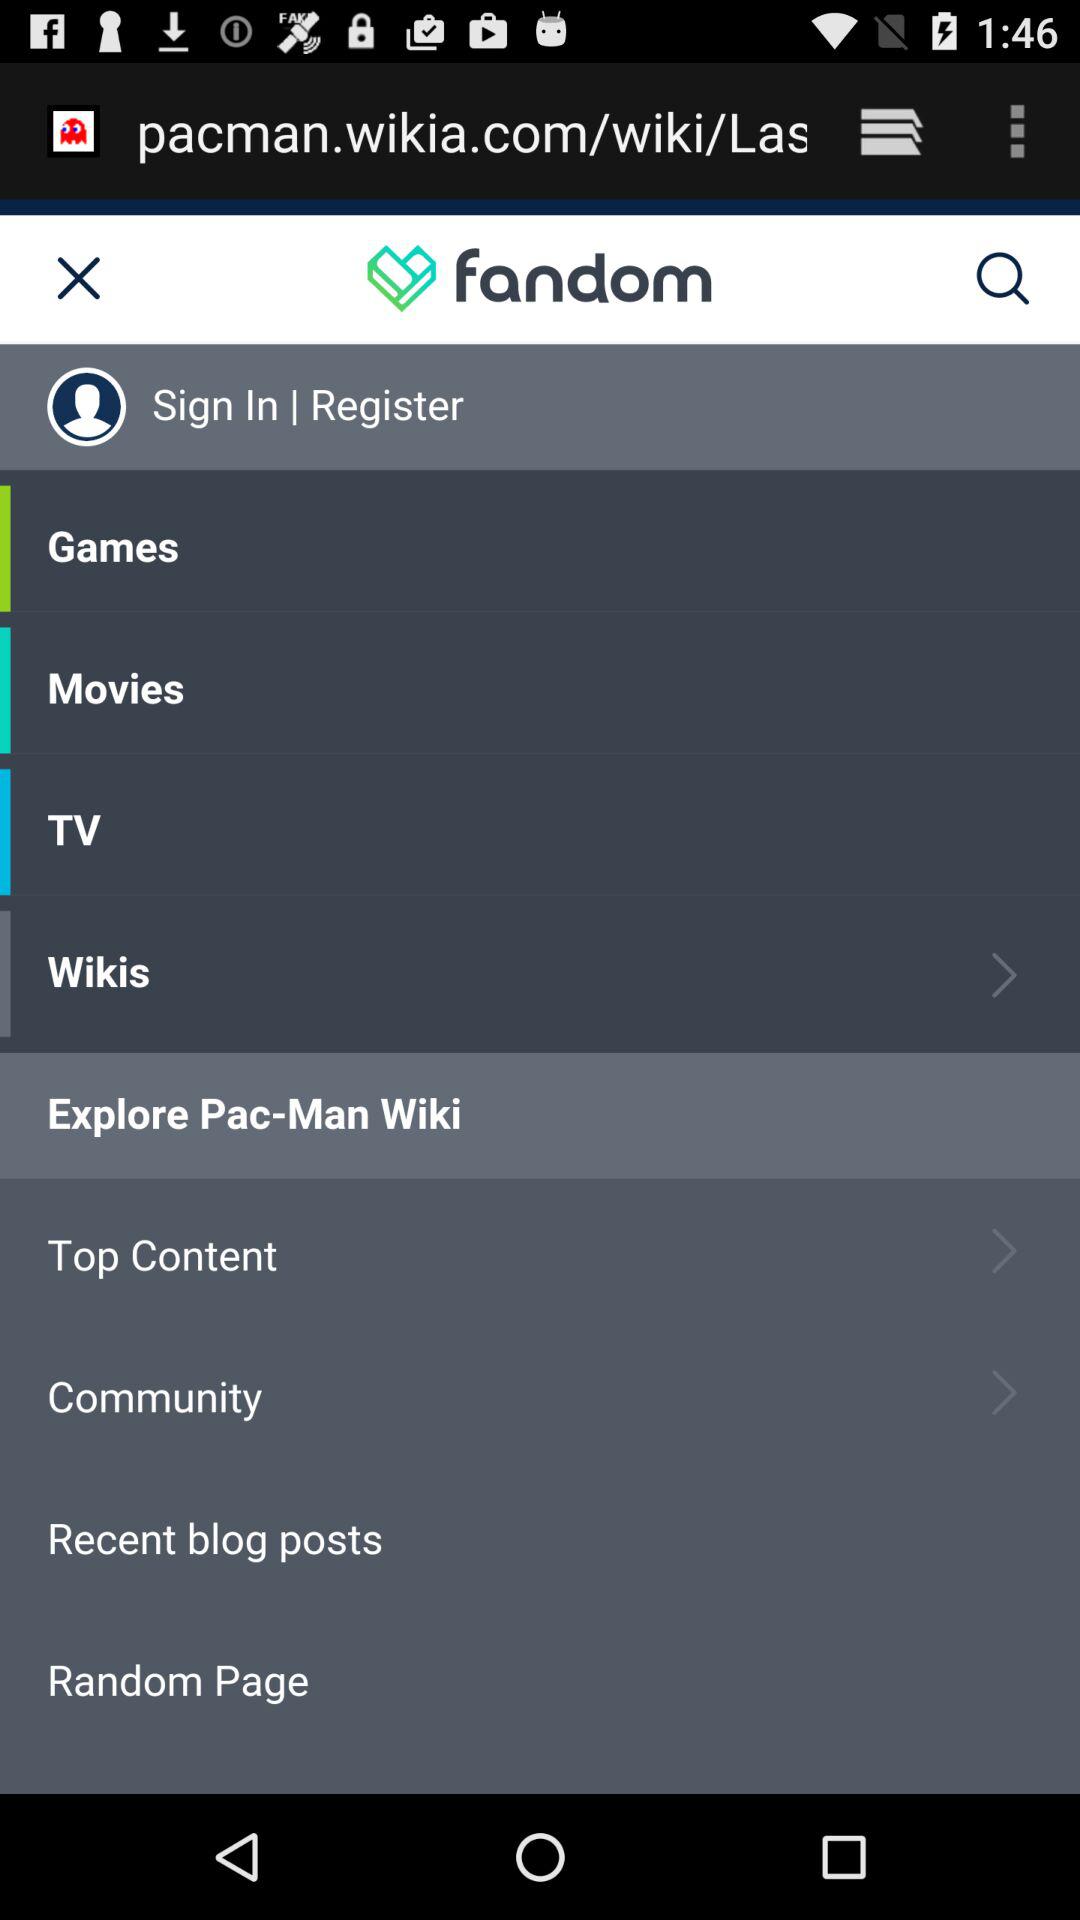 FAKE
1:46
pacman.wikia.com/wiki/Las
fandom
Sign In | Register
Games
Movies
TV
Wikis
Explore Pac-Man Wiki
Top Content
Community
Recent blog posts
Random Page